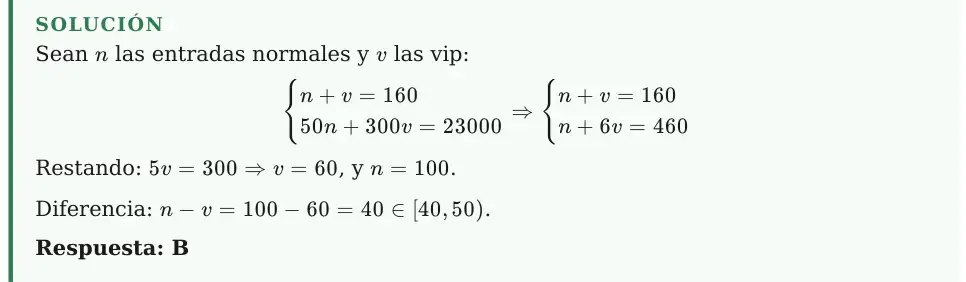 SOLUCIÓN
Sean n las entradas normales y v las vip:
{n + v = 160 ⇒ {n + v = 160
50n + 300v = 23000 n + 6v = 460
Restando: 5v = 300 ⇒ v = 60, y n = 100.
Diferencia: n − v = 100 − 60 = 40 ∈ [40, 50).
Respuesta: B